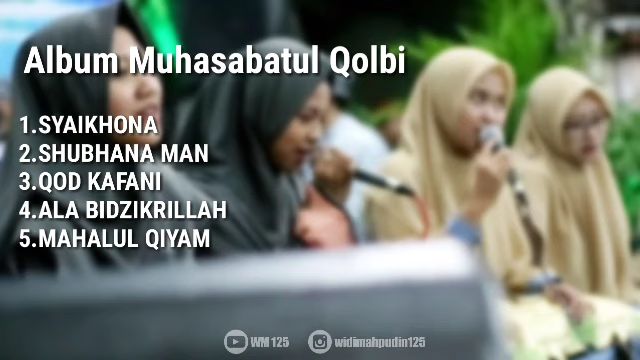 Album Muhasabatul Qolbi
1.SYAIKHONA
2.SHUBHANA MAN
3.QOD KAFANI
4.ALA BIDZIKRILLAH
5.MAHALUL QIYAM
WM 125
widimahpudin125